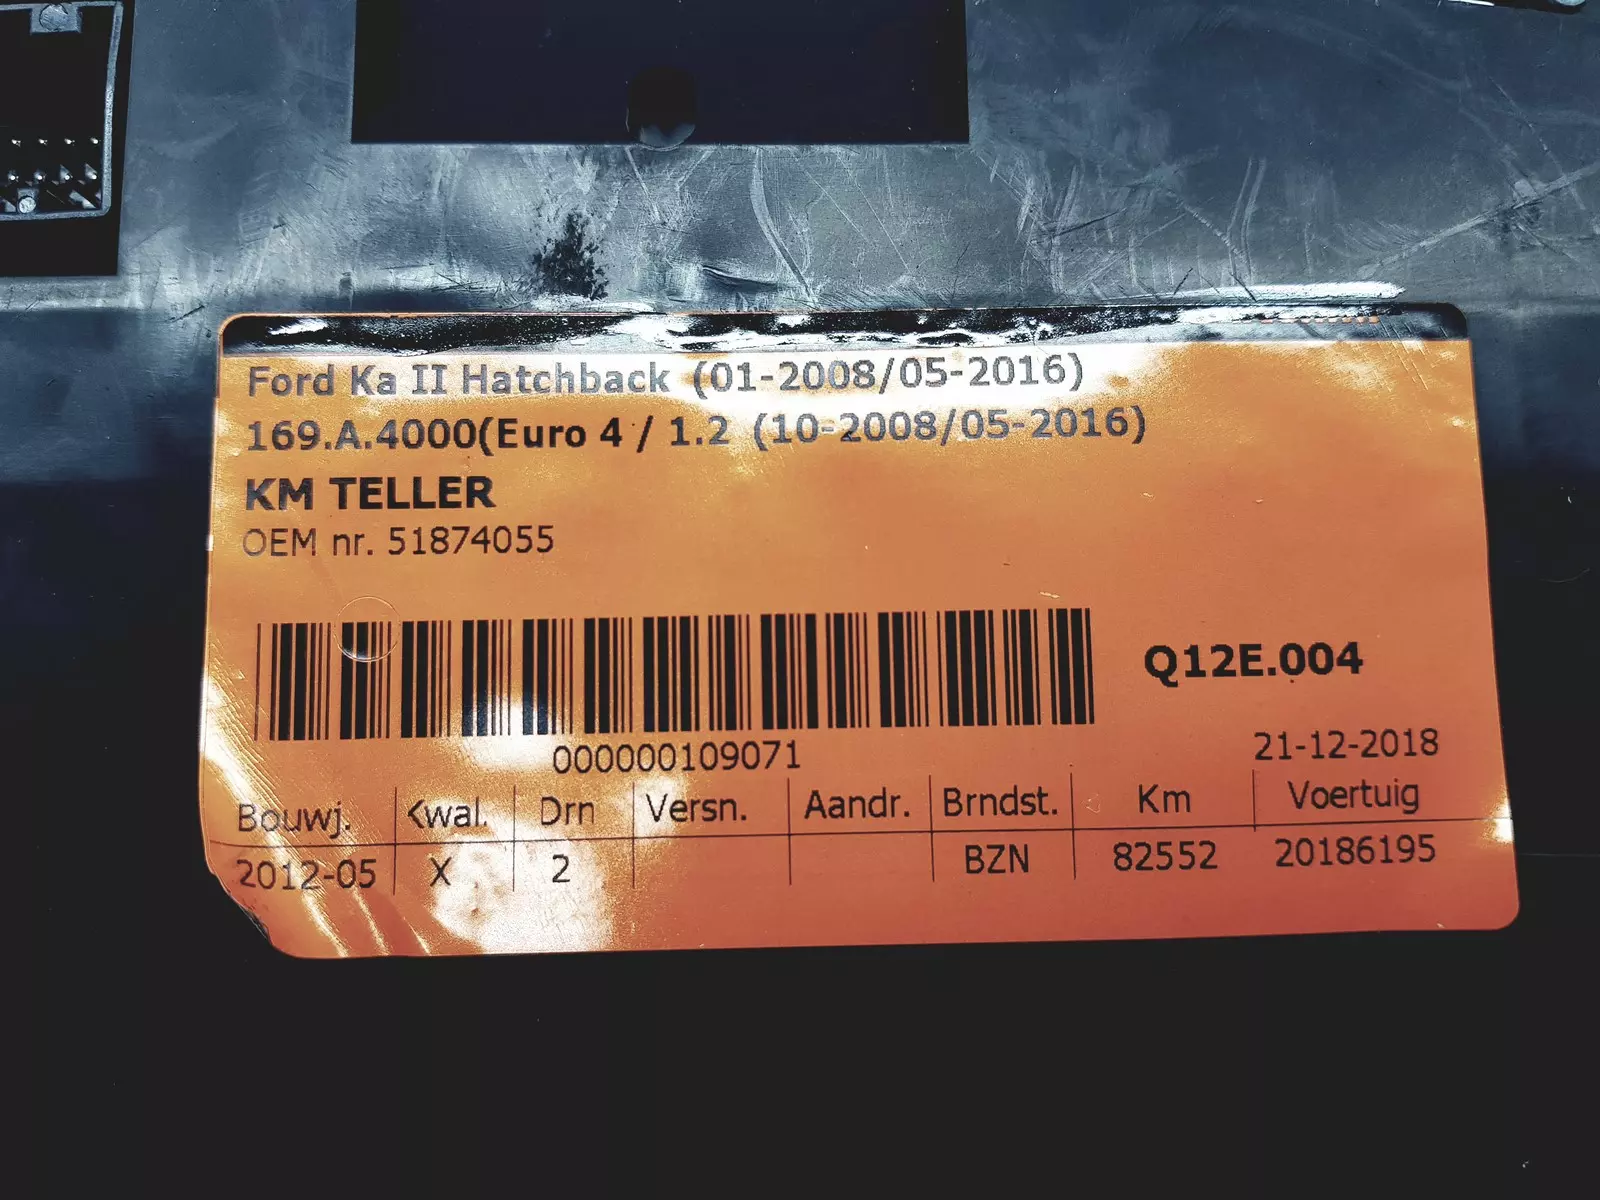 Ford Ka II Hatchback (01-2008/05-2016)
169.A.4000(Euro 4 / 1.2 (10-2008/05-2016)
KM TELLER
OEM nr. 51874055
Q12E.004
000000109071
21-12-2018
Bouwj. Kwal. Drn Versn. Aandr. Brndst. Km Voertuig
2012-05 X 2 BZN 82552 20186195